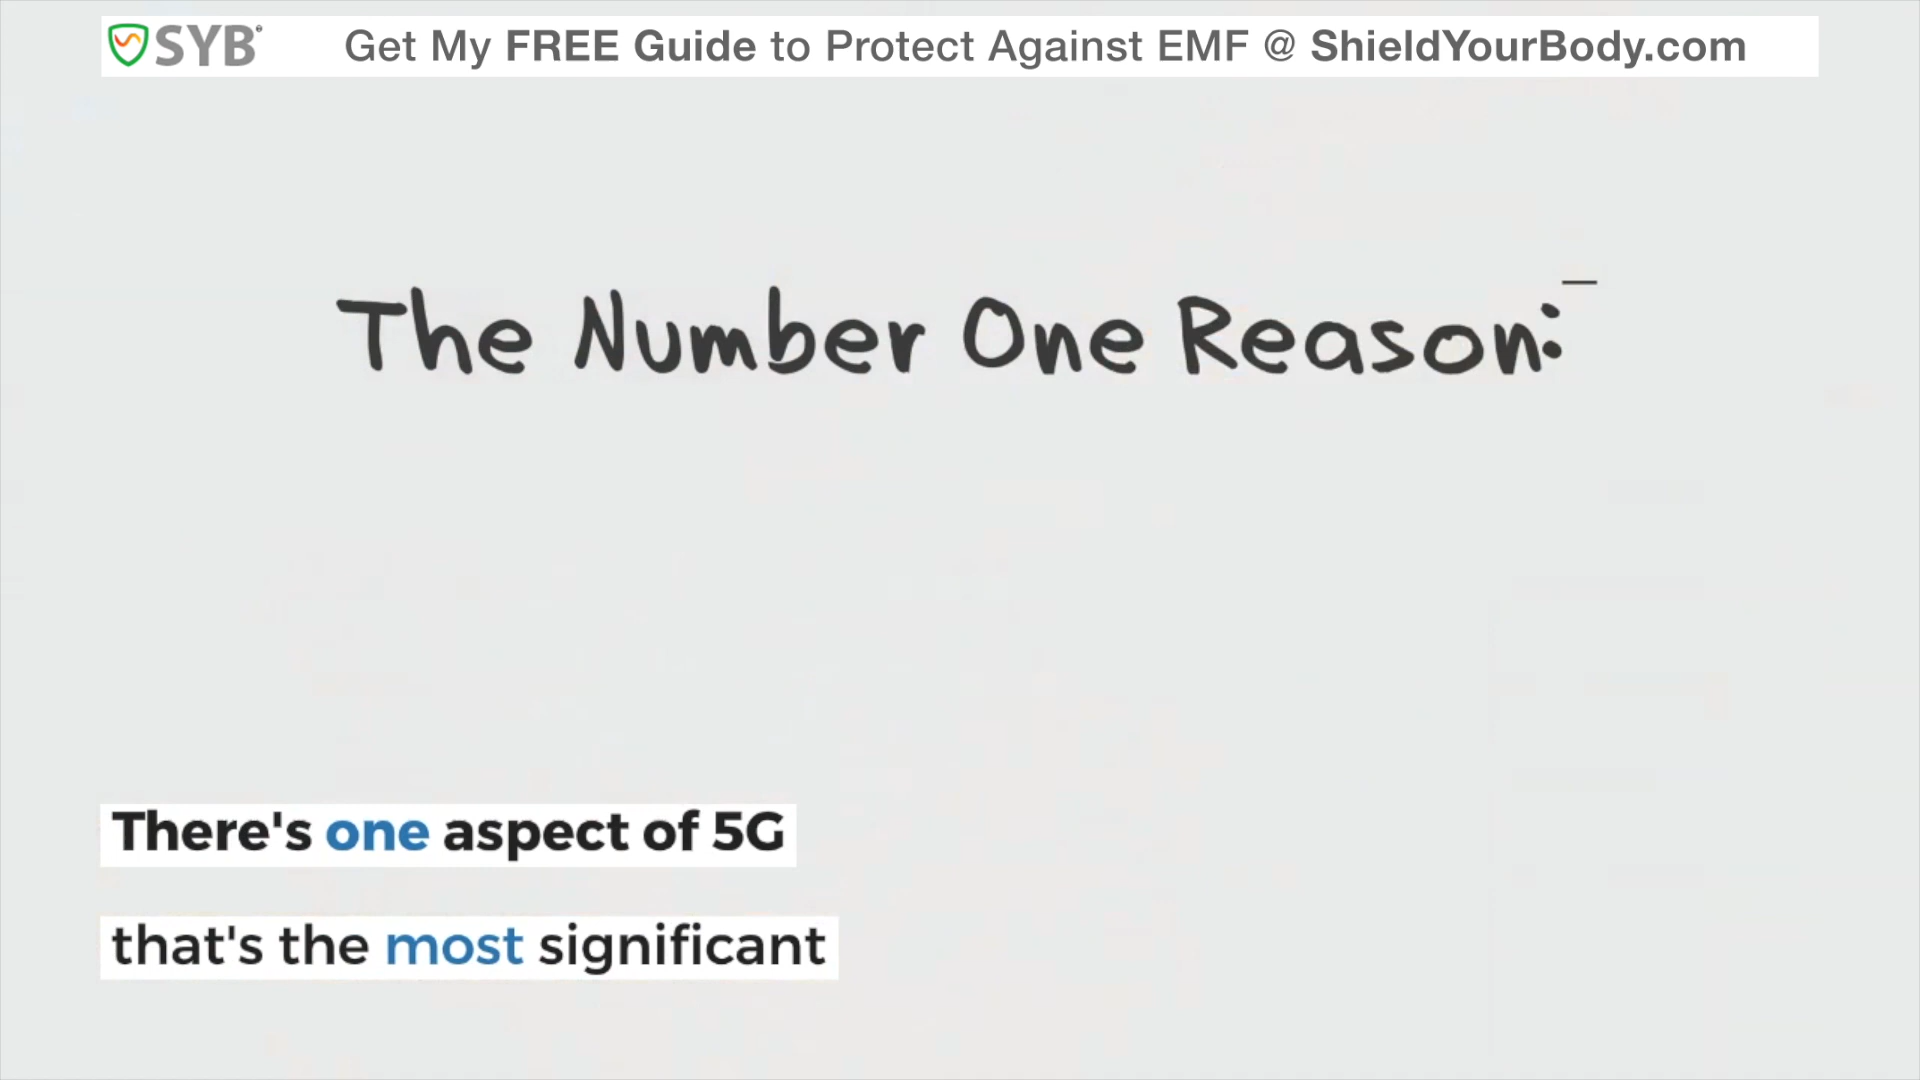 SYB® Get My FREE Guide to Protect Against EMF @ ShieldYourBody.com
The Number One Reason:
There's one aspect of 5G
that's the most significant